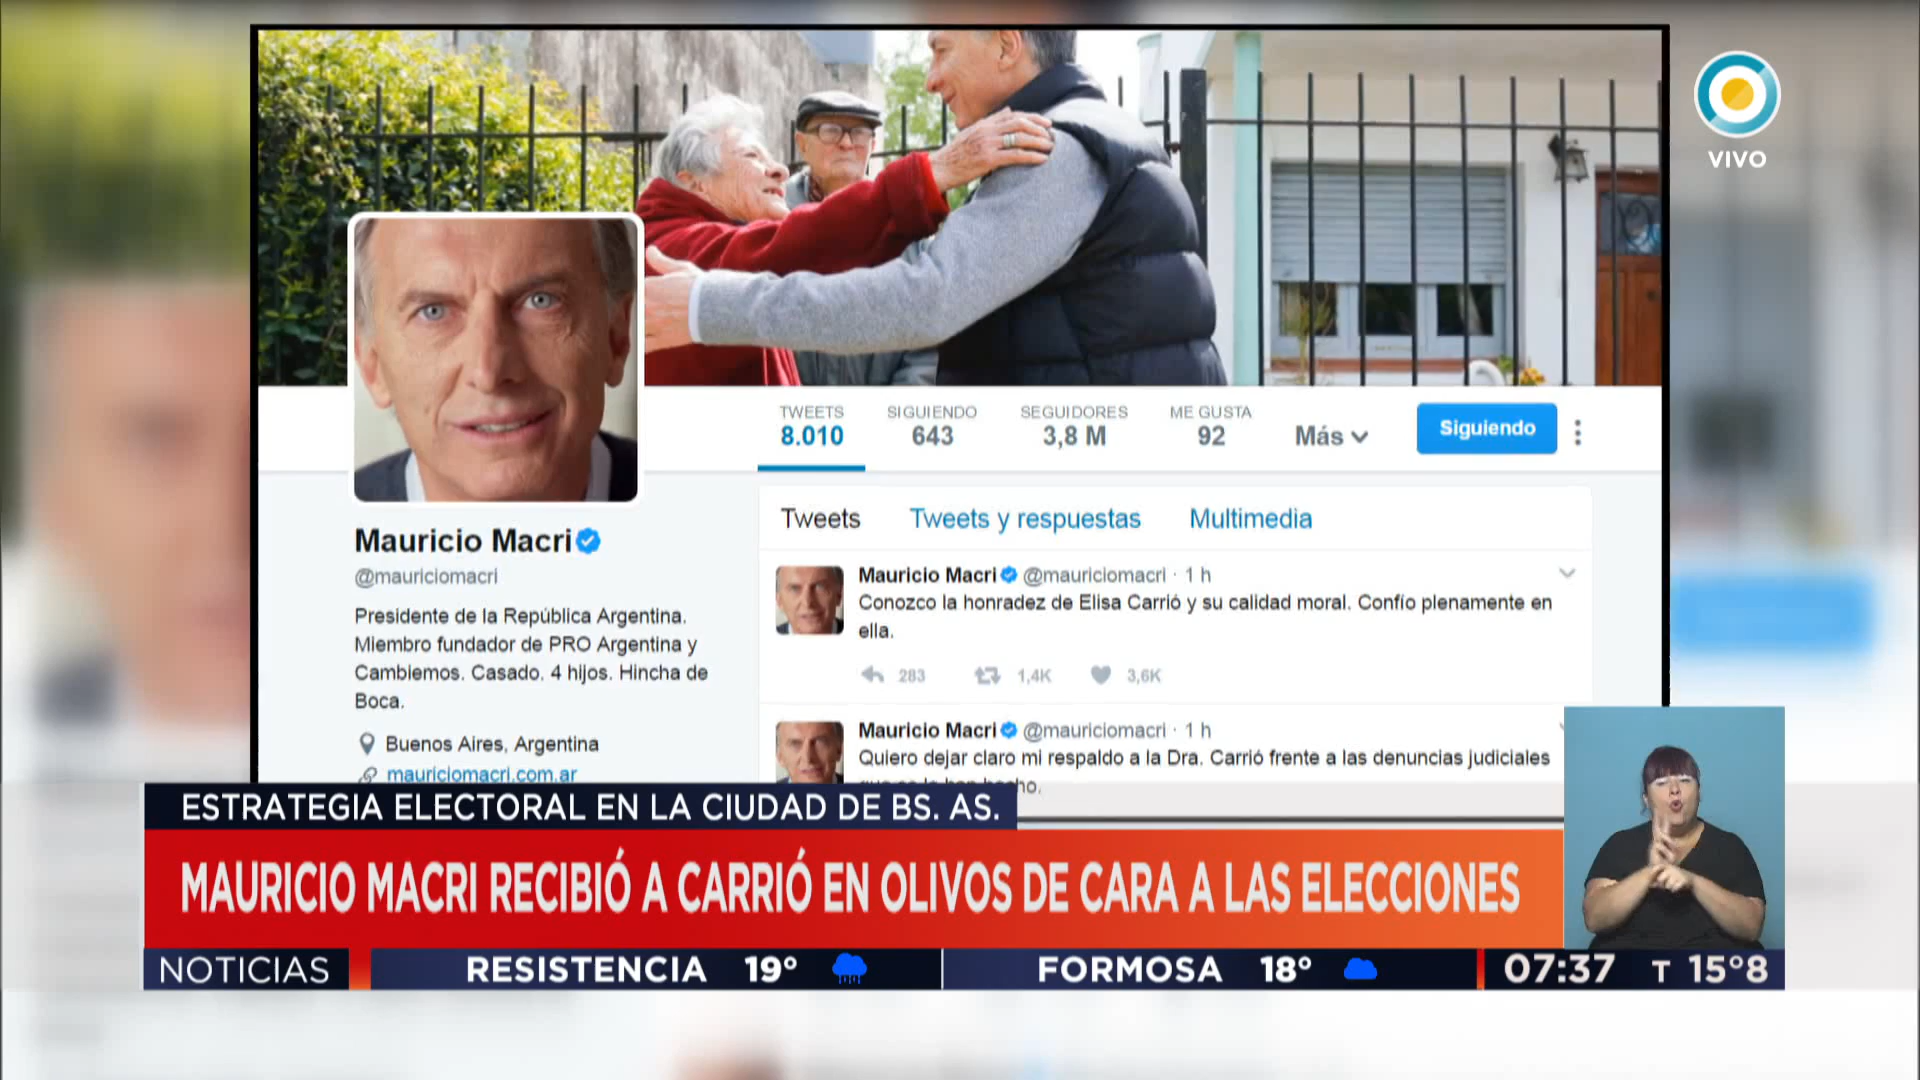 VIVO
TWEETS
8.010
SIGUIENDO
643
SEGUIDORES
3,8 M
ME GUSTA
92
Más
Siguiendo
Mauricio Macri
@mauriciomacri
Presidente de la República Argentina.
Miembro fundador de PRO Argentina y
Cambiemos. Casado. 4 hijos. Hincha de
Boca.
Buenos Aires, Argentina
mauriciomacri.com.ar
Tweets Tweets y respuestas Multimedia
Mauricio Macri @mauriciomacri · 1 h
Conozco la honradez de Elisa Carrió y su calidad moral. Confío plenamente en
ella.
283 1,4K 3,6K
Mauricio Macri @mauriciomacri · 1 h
Quiero dejar claro mi respaldo a la Dra. Carrió frente a las denuncias judiciales
ESTRATEGIA ELECTORAL EN LA CIUDAD DE BS. AS.
MAURICIO MACRI RECIBIÓ A CARRIÓ EN OLIVOS DE CARA A LAS ELECCIONES
NOTICIAS RESISTENCIA 19° FORMOSA 18° 07:37 T 15°8